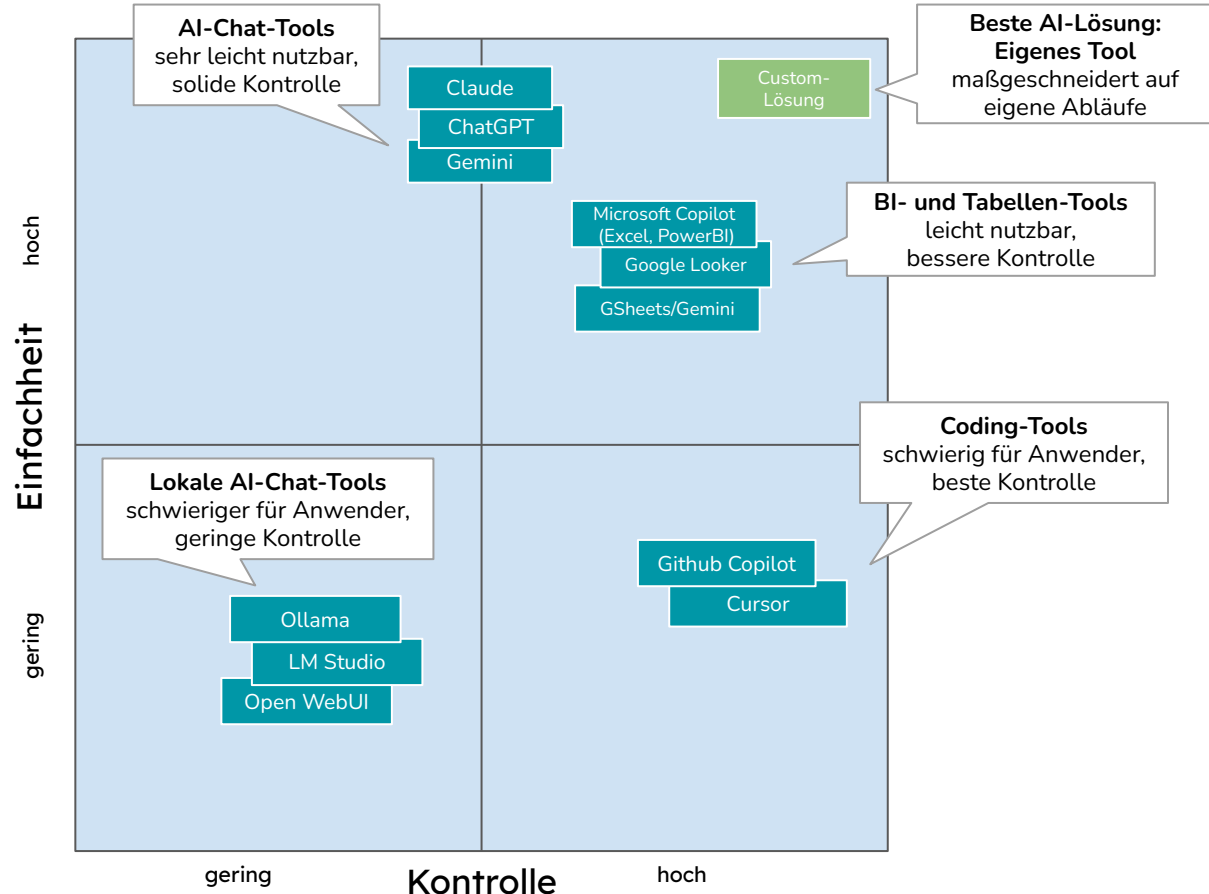 AI-Chat-Tools
sehr leicht nutzbar,
solide Kontrolle
Beste AI-Lösung:
Eigenes Tool
maßgeschneidert auf
eigene Abläufe
Claude
ChatGPT
Gemini
Custom-
Lösung
BI- und Tabellen-Tools
leicht nutzbar,
bessere Kontrolle
Microsoft Copilot
(Excel, PowerBI)
Google Looker
GSheets/Gemini
hoch
Einfachheit
gering
Coding-Tools
schwierig für Anwender,
beste Kontrolle
Lokale AI-Chat-Tools
schwieriger für Anwender,
geringe Kontrolle
Github Copilot
Cursor
Ollama
LM Studio
Open WebUI
gering
Kontrolle
hoch